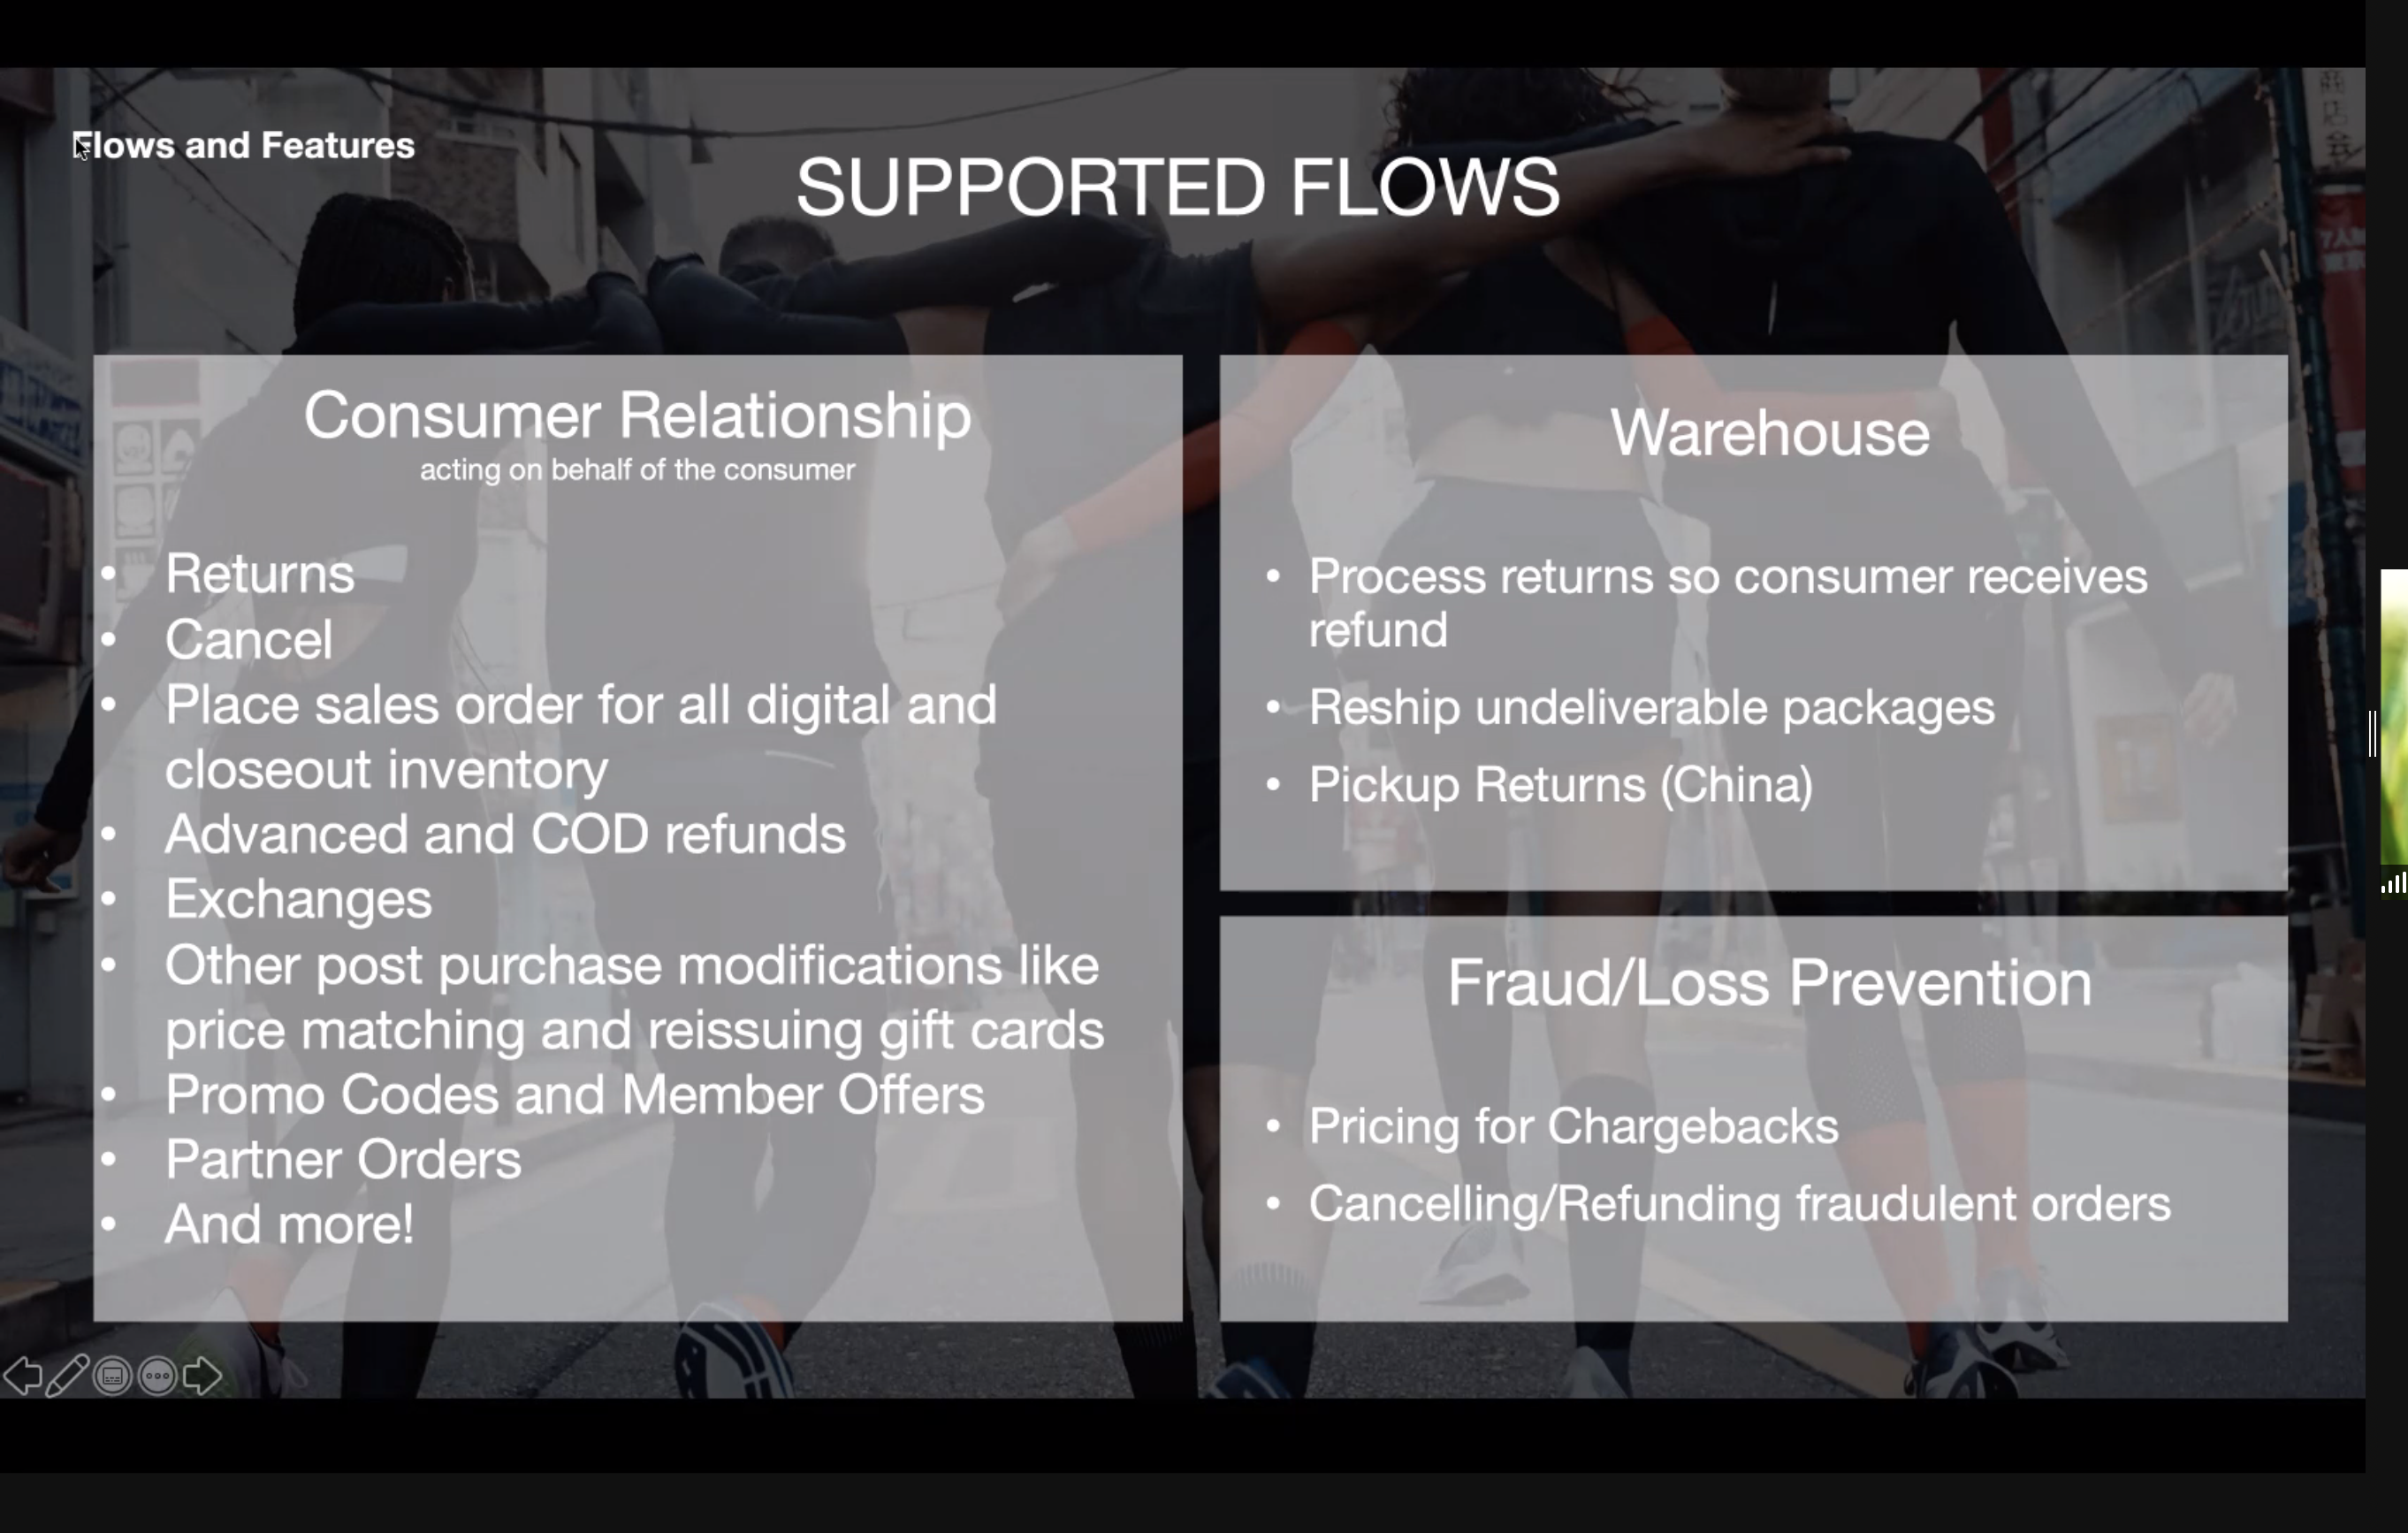 Flows and Features
SUPPORTED FLOWS
Consumer Relationship
acting on behalf of the consumer
• Returns
• Cancel
• Place sales order for all digital and
closeout inventory
• Advanced and COD refunds
• Exchanges
• Other post purchase modifications like
price matching and reissuing gift cards
• Promo Codes and Member Offers
• Partner Orders
• And more!
Warehouse
• Process returns so consumer receives
refund
• Reship undeliverable packages
• Pickup Returns (China)
Fraud/Loss Prevention
• Pricing for Chargebacks
• Cancelling/Refunding fraudulent orders